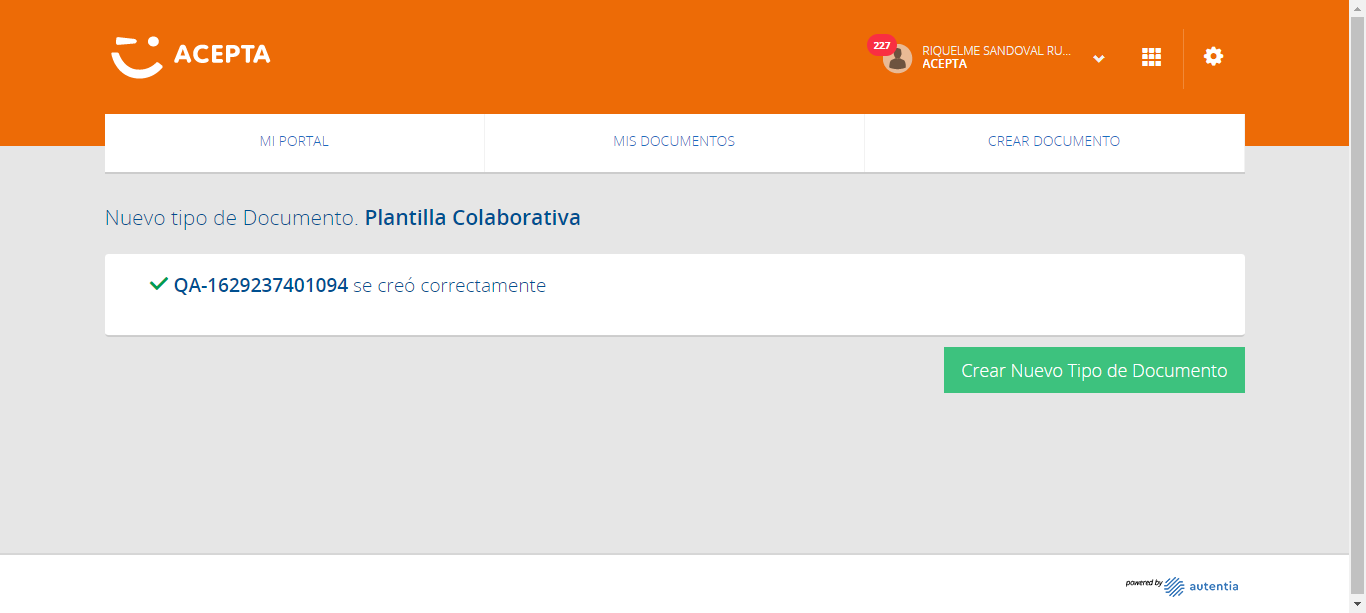 ACEPTA
227
RIQUELME SANDOVAL RU...
ACEPTA
MI PORTAL
MIS DOCUMENTOS
CREAR DOCUMENTO
Nuevo tipo de Documento. Plantilla Colaborativa
QA-1629237401094 se creó correctamente
Crear Nuevo Tipo de Documento
powered by autentia